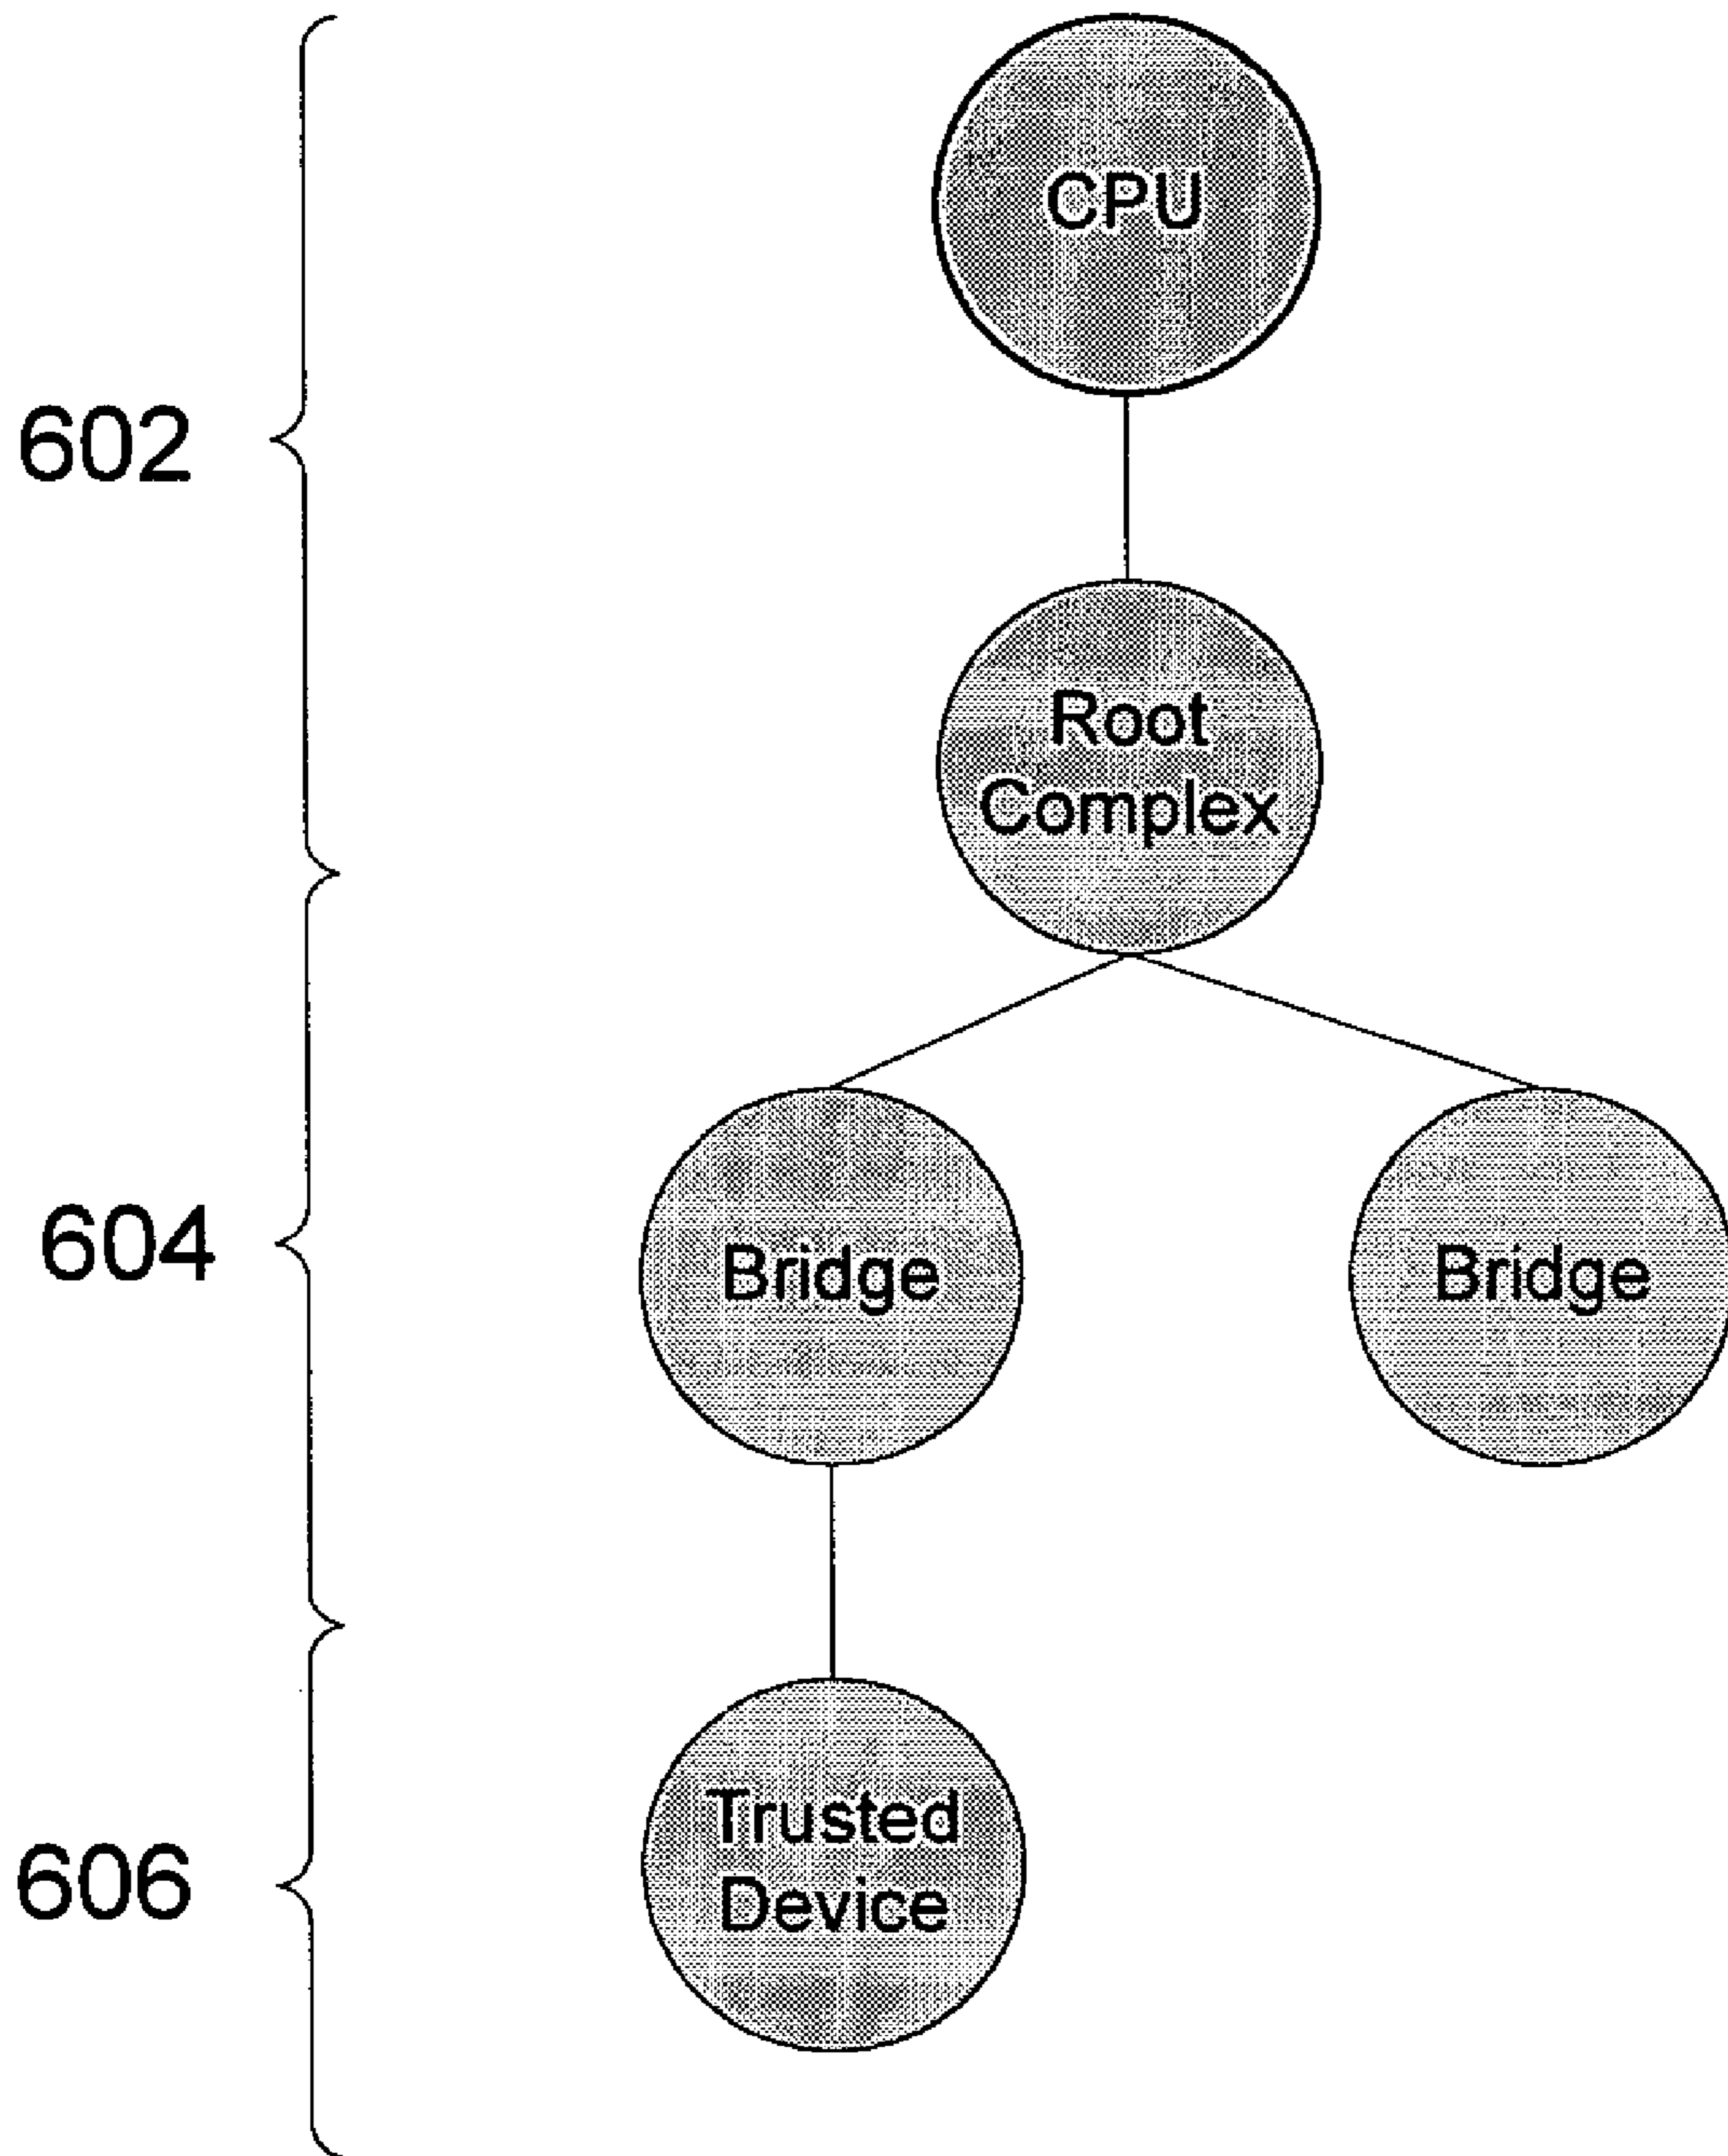 CPU
602
Root
Complex
604
Bridge
Bridge
Trusted
Device
606